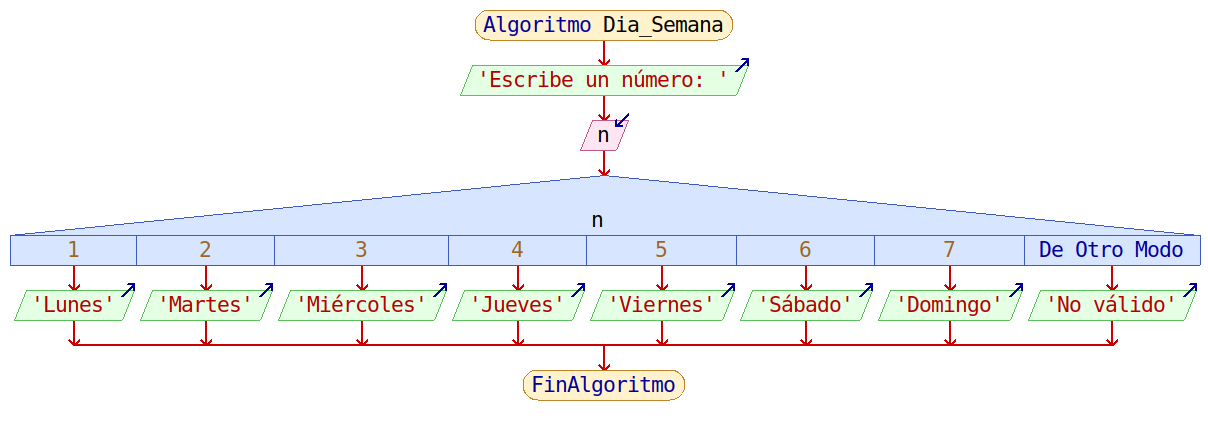 Algoritmo Dia_Semana
'Escribe un número: '
n
n
1 2 3 4 5 6 7 De Otro Modo
'Lunes' 'Martes' 'Miércoles' 'Jueves' 'Viernes' 'Sábado' 'Domingo' 'No válido'
FinAlgoritmo